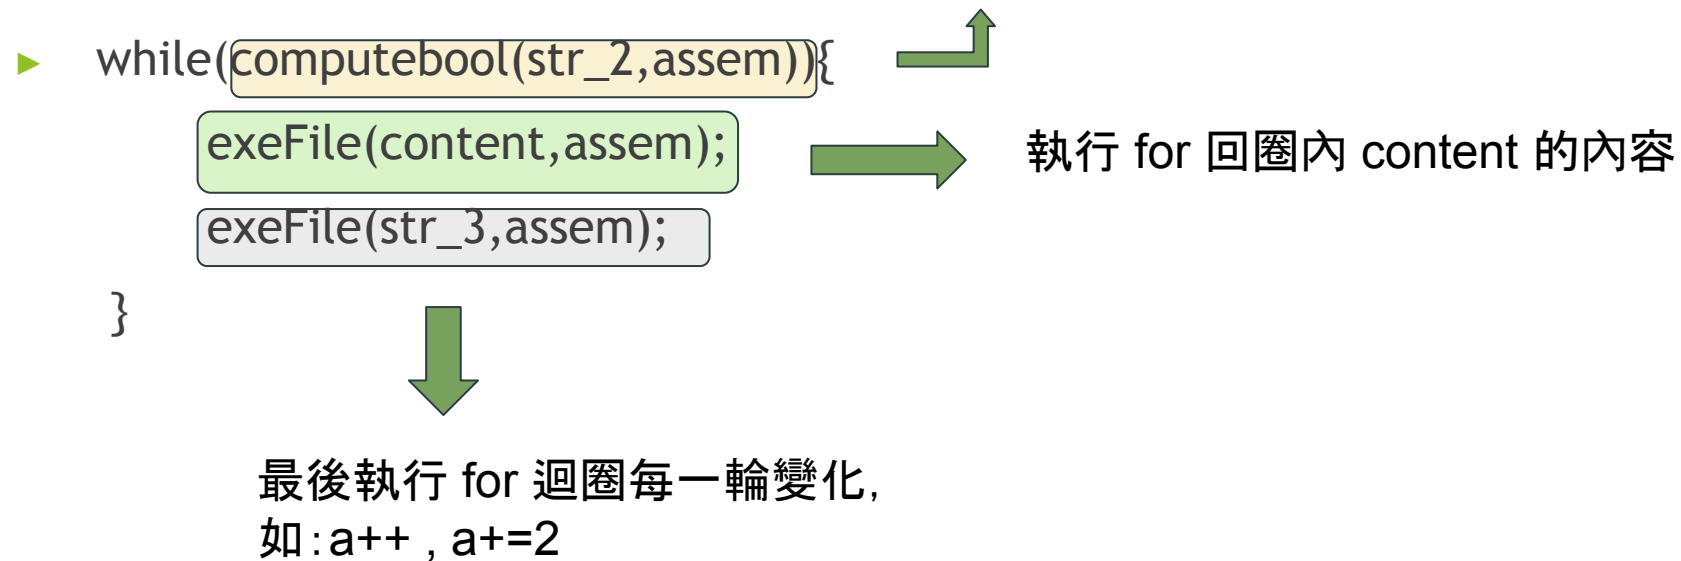 while(computebool(str_2,assem)){
exeFile(content,assem);
執行 for 回圈內 content 的內容
exeFile(str_3,assem);
}
最後執行 for 迴圈每一輪變化,
如:a++ , a+=2